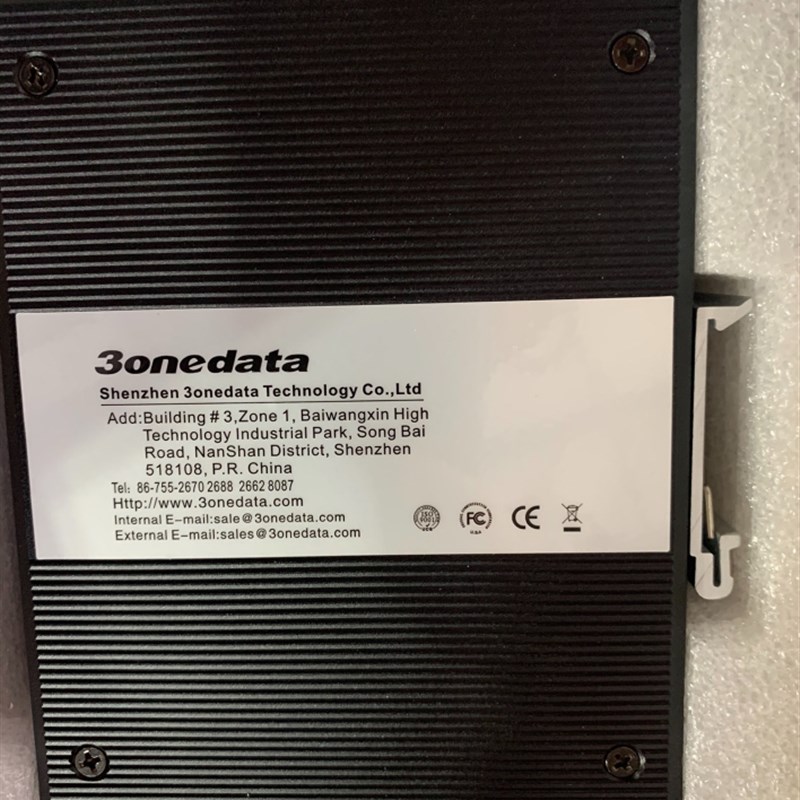 3onedata
Shenzhen 3onedata Technology Co.,Ltd
Add:Building # 3,Zone 1, Baiwangxin High
Technology Industrial Park, Song Bai
Road, NanShan District, Shenzhen
518108, P.R. China
Tel: 86-755-2670 2688 2662 8087
Http://www.3onedata.com
Internal E-mail:sale@3onedata.com
External E-mail:sales@3onedata.com
ISO 9001 FC CE